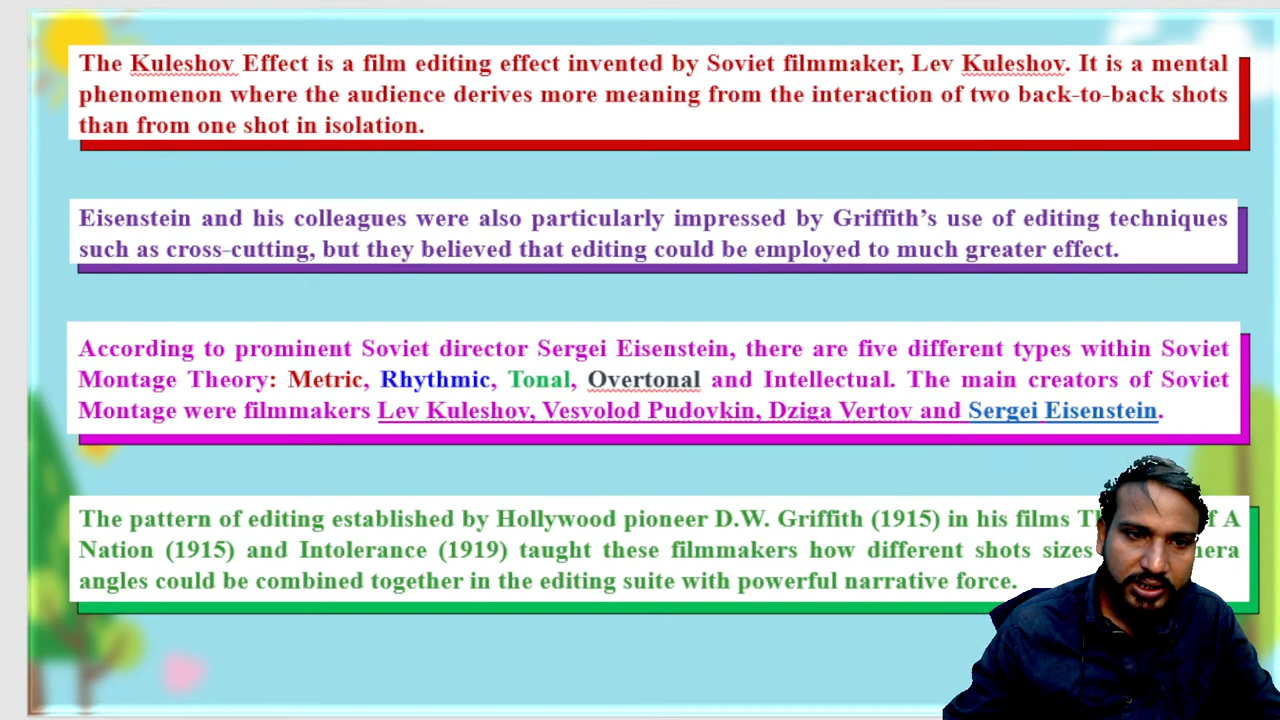 The Kuleshov Effect is a film editing effect invented by Soviet filmmaker, Lev Kuleshov. It is a mental
phenomenon where the audience derives more meaning from the interaction of two back-to-back shots
than from one shot in isolation.
Eisenstein and his colleagues were also particularly impressed by Griffith's use of editing techniques
such as cross-cutting, but they believed that editing could be employed to much greater effect.
According to prominent Soviet director Sergei Eisenstein, there are five different types within Soviet
Montage Theory: Metric, Rhythmic, Tonal, Overtonal and Intellectual. The main creators of Soviet
Montage were filmmakers Lev Kuleshov, Vesvolod Pudovkin, Dziga Vertov and Sergei Eisenstein.
The pattern of editing established by Hollywood pioneer D.W. Griffith (1915) in his films A
Nation (1915) and Intolerance (1919) taught these filmmakers how different shots sizes
angles could be combined together in the editing suite with powerful narrative force.